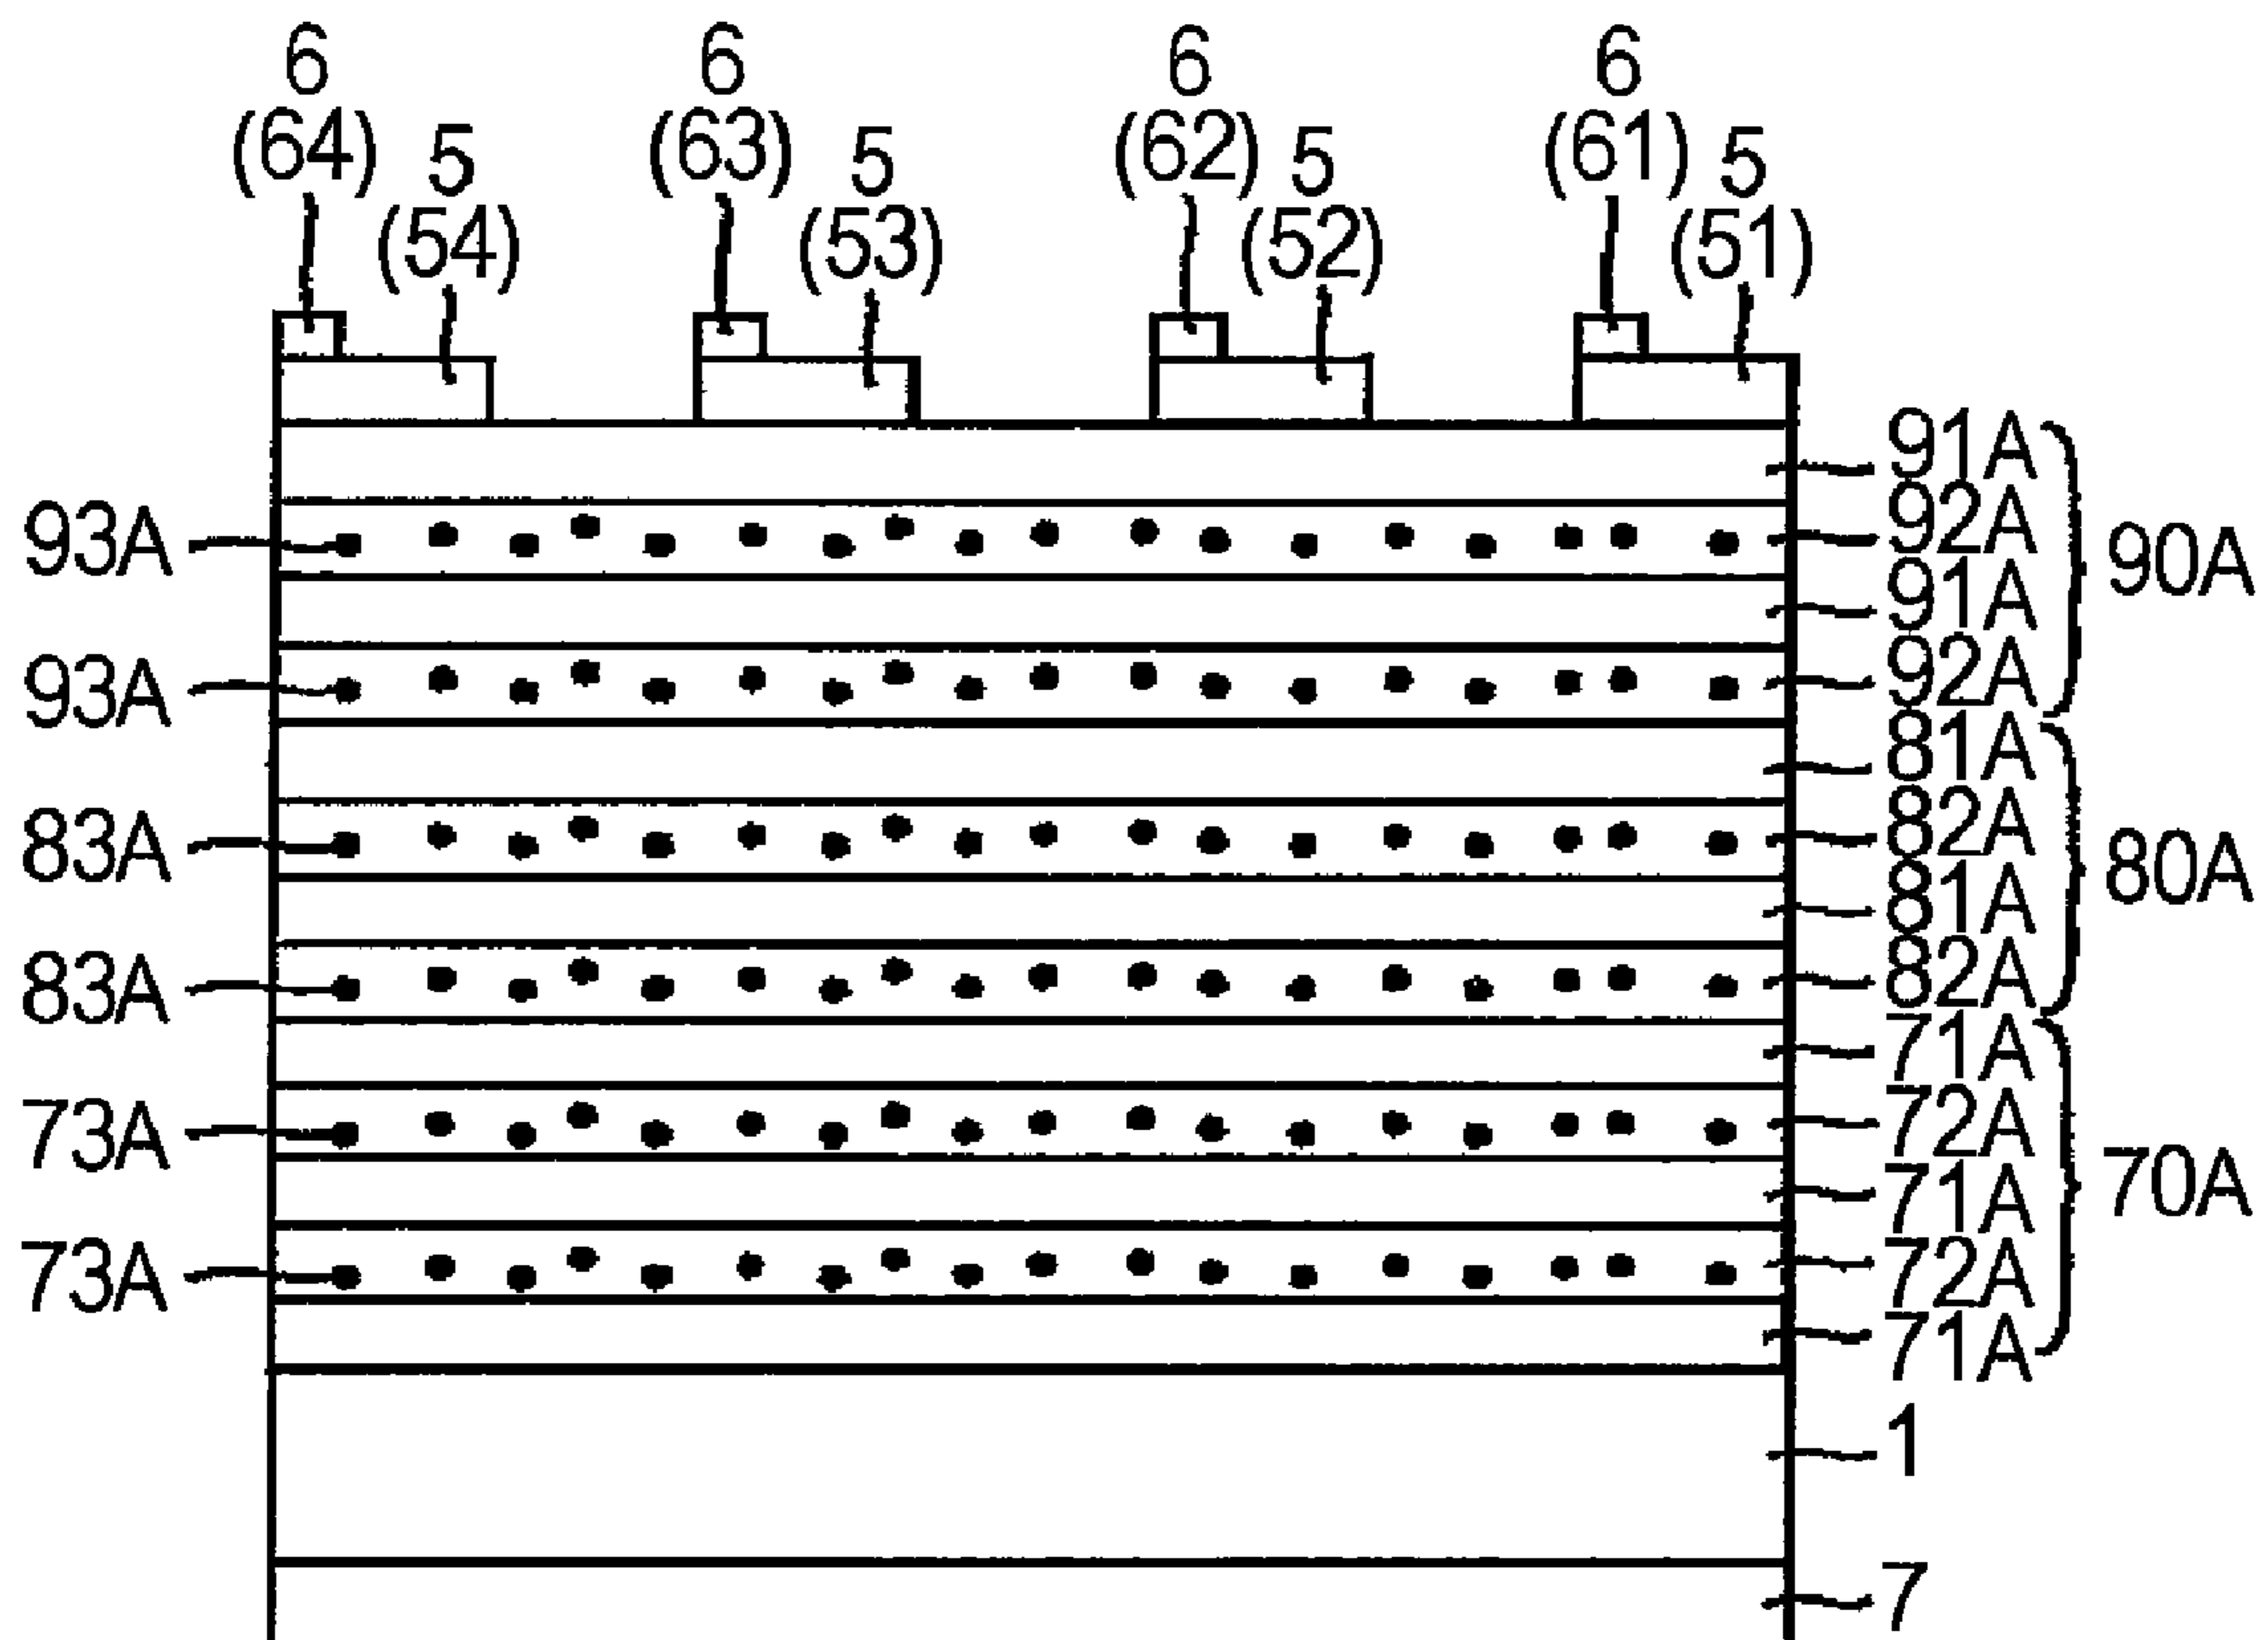 6 6 6 6
(64) 5 (63) 5 (62) 5 (61) 5
(54) (53) (52) (51)
91A
93A 92A
91A 90A
93A 92A
81A
83A 82A
81A 80A
83A 82A
71A
73A 72A
71A 70A
73A 72A
71A
1
7